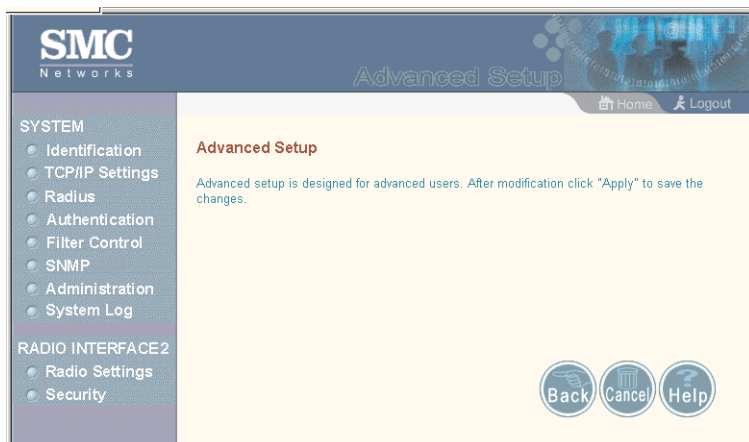 SMC
Networks
Advanced Setup
Home
Logout
SYSTEM
Identification
TCP/IP Settings
Radius
Authentication
Filter Control
SNMP
Administration
System Log
RADIO INTERFACE2
Radio Settings
Security
Advanced Setup
Advanced setup is designed for advanced users. After modification click "Apply" to save the
changes.
Back
Cancel
Help